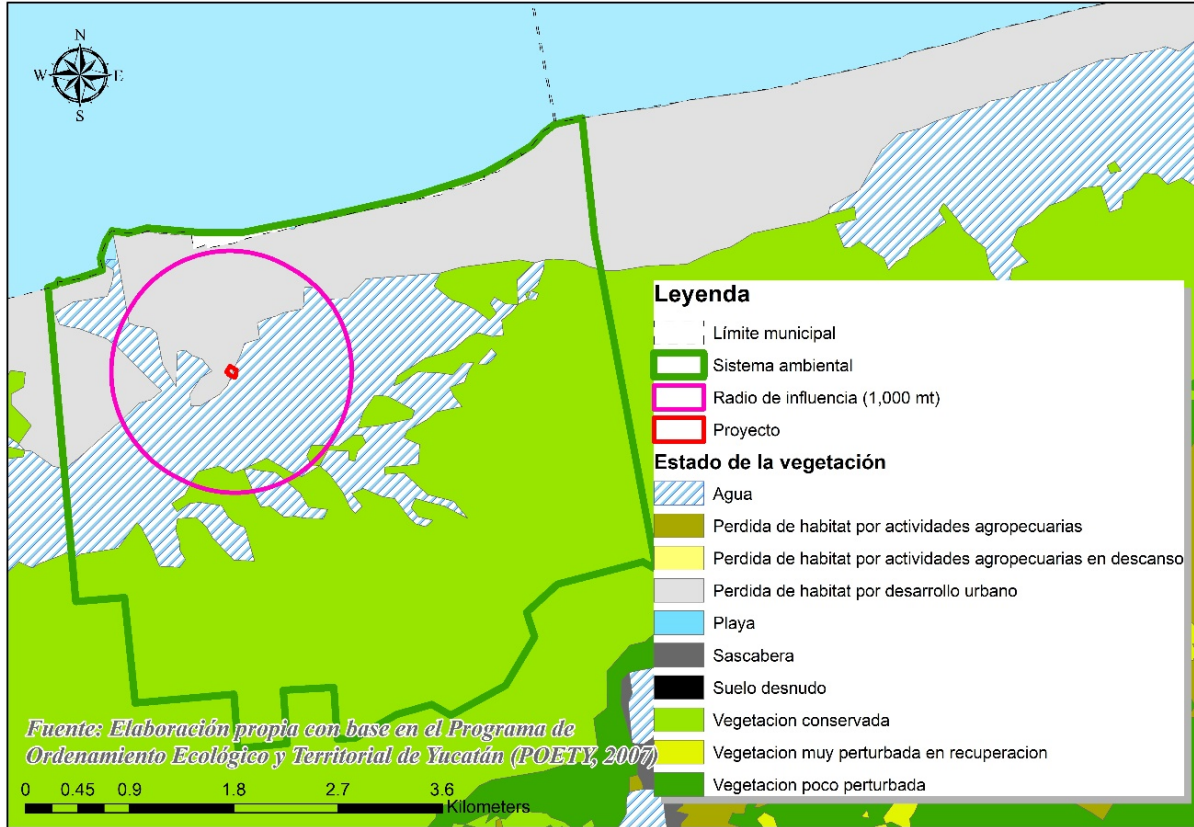 N
W E
S
Leyenda
Límite municipal
Sistema ambiental
Radio de influencia (1,000 mt)
Proyecto
Estado de la vegetación
Agua
Perdida de habitat por actividades agropecuarias
Perdida de habitat por actividades agropecuarias en descanso
Perdida de habitat por desarrollo urbano
Playa
Sascabera
Suelo desnudo
Vegetacion conservada
Vegetacion muy perturbada en recuperacion
Vegetacion poco perturbada
Fuente: Elaboración propia con base en el Programa de
Ordenamiento Ecológico y Territorial de Yucatán (POETY, 2007)
0 0.45 0.9 1.8 2.7 3.6
Kilometers